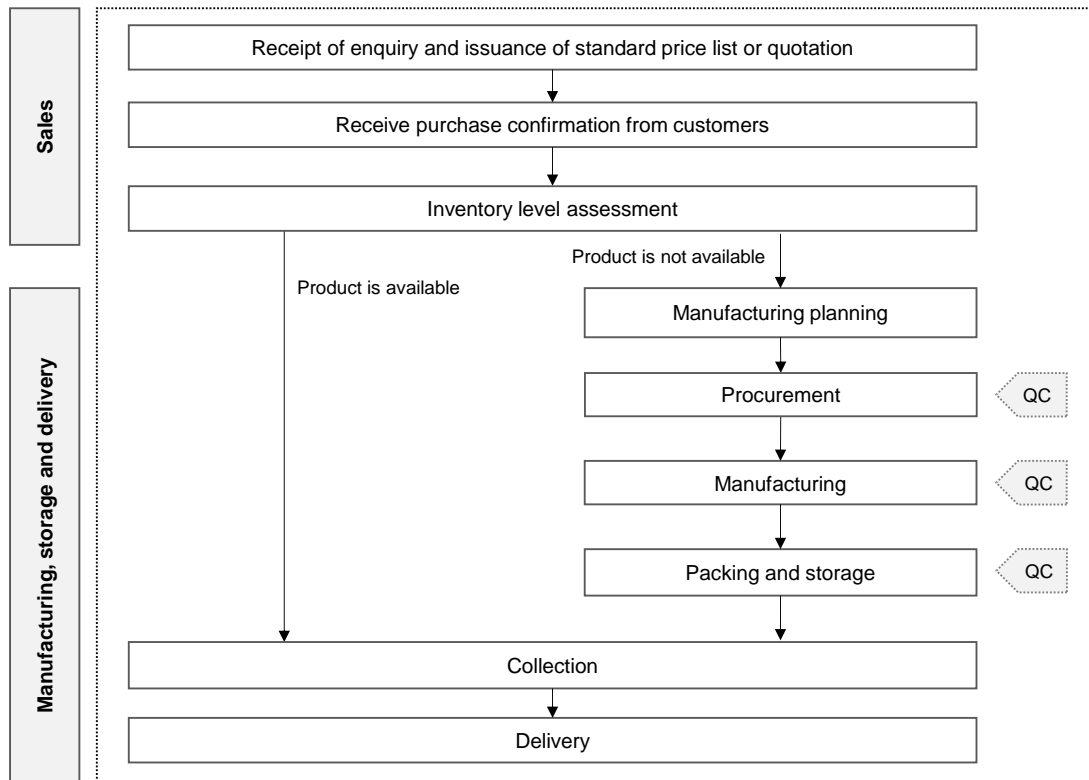 Sales
Receipt of enquiry and issuance of standard price list or quotation
Receive purchase confirmation from customers
Inventory level assessment
Product is not available
Product is available
Manufacturing, storage and delivery
Manufacturing planning
Procurement
QC
Manufacturing
QC
Packing and storage
QC
Collection
Delivery